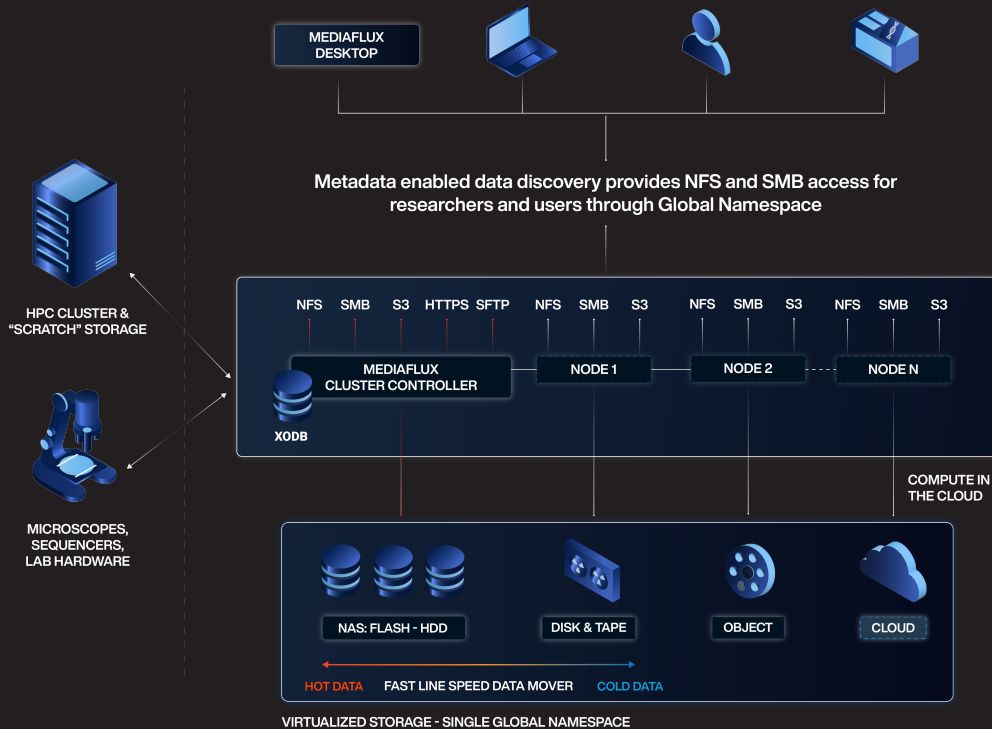 MEDIAFLUX
DESKTOP
Metadata enabled data discovery provides NFS and SMB access for
researchers and users through Global Namespace
HPC CLUSTER &
“SCRATCH” STORAGE
MICROSCOPES,
SEQUENCERS,
LAB HARDWARE
NFS SMB S3 HTTPS SFTP NFS SMB S3 NFS SMB S3 NFS SMB S3
MEDIAFLUX
CLUSTER CONTROLLER
NODE 1
NODE 2
NODE N
XODB
COMPUTE IN
THE CLOUD
NAS: FLASH - HDD
DISK & TAPE
OBJECT
CLOUD
HOT DATA
FAST LINE SPEED DATA MOVER
COLD DATA
VIRTUALIZED STORAGE - SINGLE GLOBAL NAMESPACE